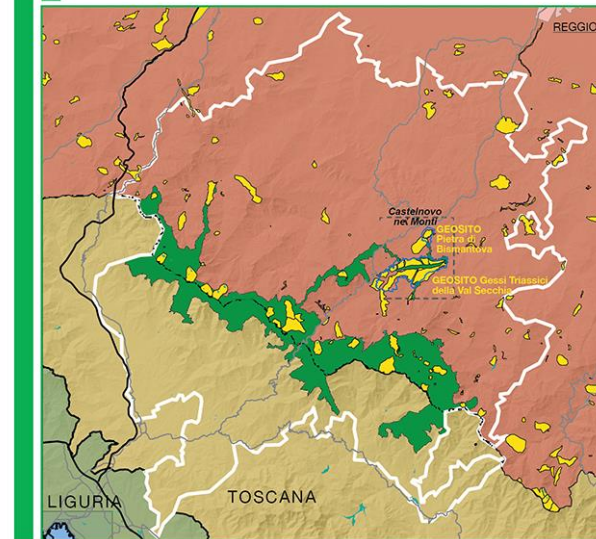 REGGIO
Castelnovo
ne' Monti
GEOSITO
Pietra di
Bismantova
GEOSITO Gessi Triassici
della Val Secchia
LIGURIA
TOSCANA